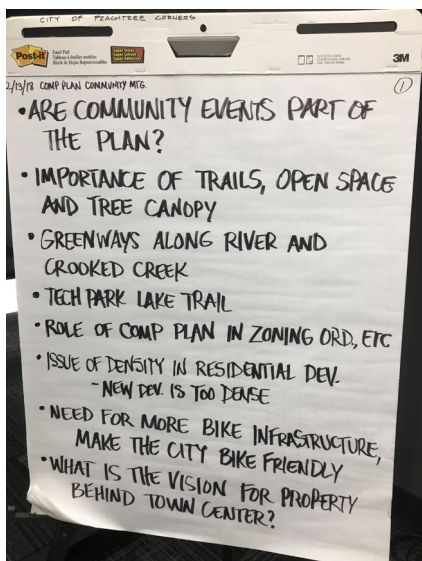 CITY OF PEACHTREE CORNERS
Post-it
Easel Pad
Super Sticky
3M
2/13/18 COMP PLAN COMMUNITY MTG.
1
• ARE COMMUNITY EVENTS PART OF
THE PLAN?
• IMPORTANCE OF TRAILS, OPEN SPACE
AND TREE CANOPY
• GREENWAYS ALONG RIVER AND
CROOKED CREEK
• TECH PARK LAKE TRAIL
• ROLE OF COMP PLAN IN ZONING ORD., ETC
• ISSUE OF DENSITY IN RESIDENTIAL DEV.
- NEW DEV. IS TOO DENSE
• NEED FOR MORE BIKE INFRASTRUCTURE,
MAKE THE CITY BIKE FRIENDLY
• WHAT IS THE VISION FOR PROPERTY
BEHIND TOWN CENTER?